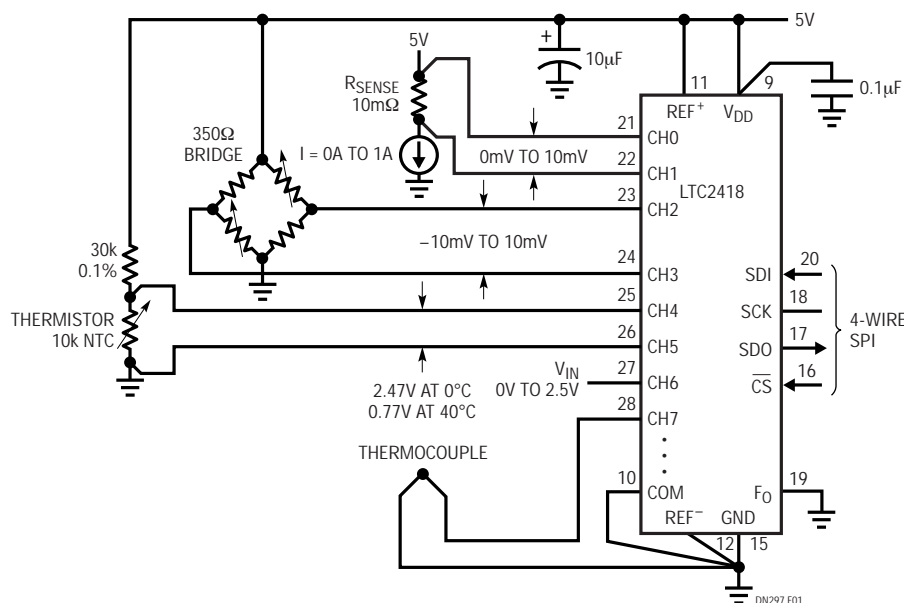 5V
5V
+
10µF
11
9
0.1µF
RSENSE
10mΩ
REF+
VDD
21
CH0
350Ω
BRIDGE
I = 0A TO 1A
0mV TO 10mV
22
CH1
LTC2418
23
CH2
–10mV TO 10mV
30k
0.1%
24
CH3
20
SDI
25
CH4
18
SCK
THERMISTOR
10k NTC
26
CH5
17
SDO
4-WIRE
SPI
VIN
0V TO 2.5V
27
CH6
16
CS
2.47V AT 0°C
0.77V AT 40°C
28
CH7
THERMOCOUPLE
10
COM
19
FO
REF–
GND
12
15
DN297 F01